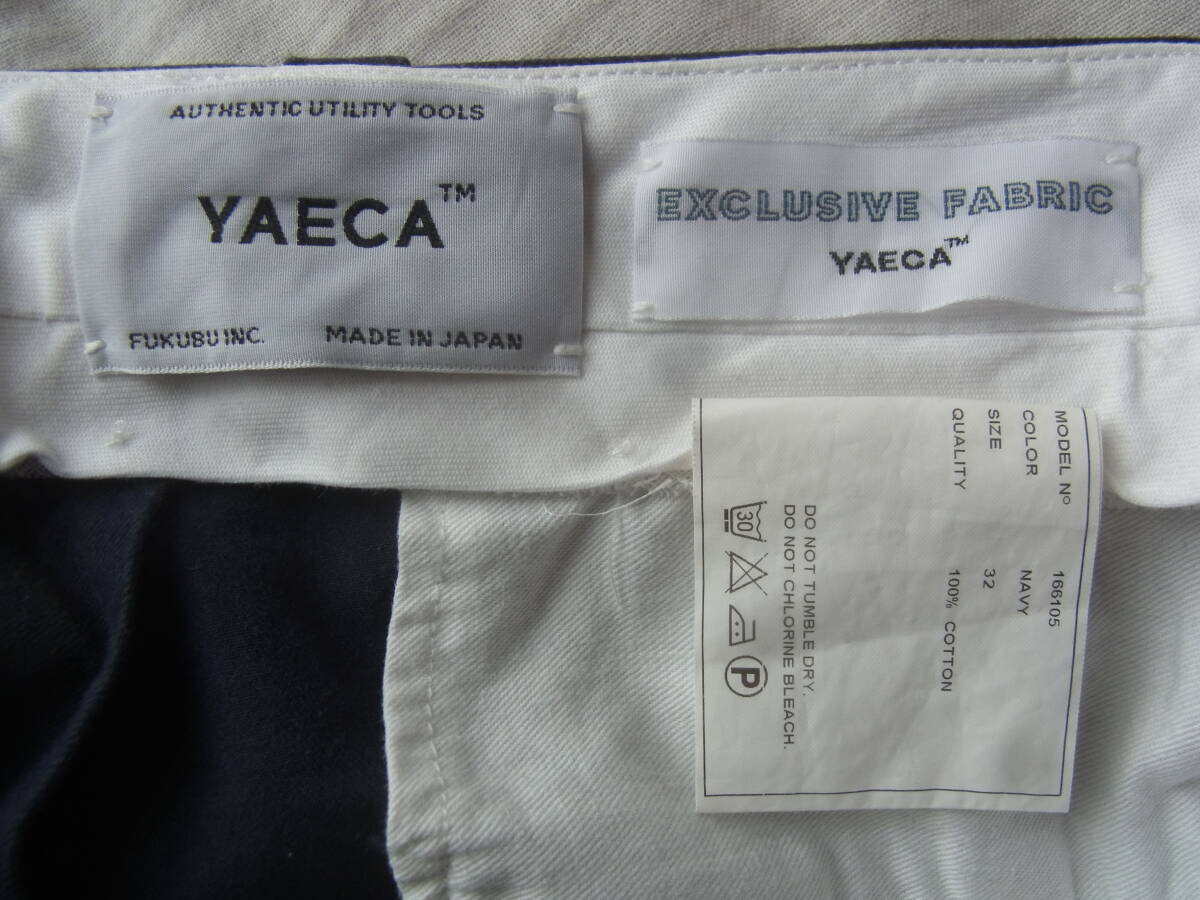 AUTHENTIC UTILITY TOOLS
YAECA™
FUKUBU INC. MADE IN JAPAN
EXCLUSIVE FABRIC
YAECA™
MODEL Nº 166105
COLOR NAVY
SIZE 32
QUALITY 100% COTTON
DO NOT TUMBLE DRY.
DO NOT CHLORINE BLEACH.
30 P